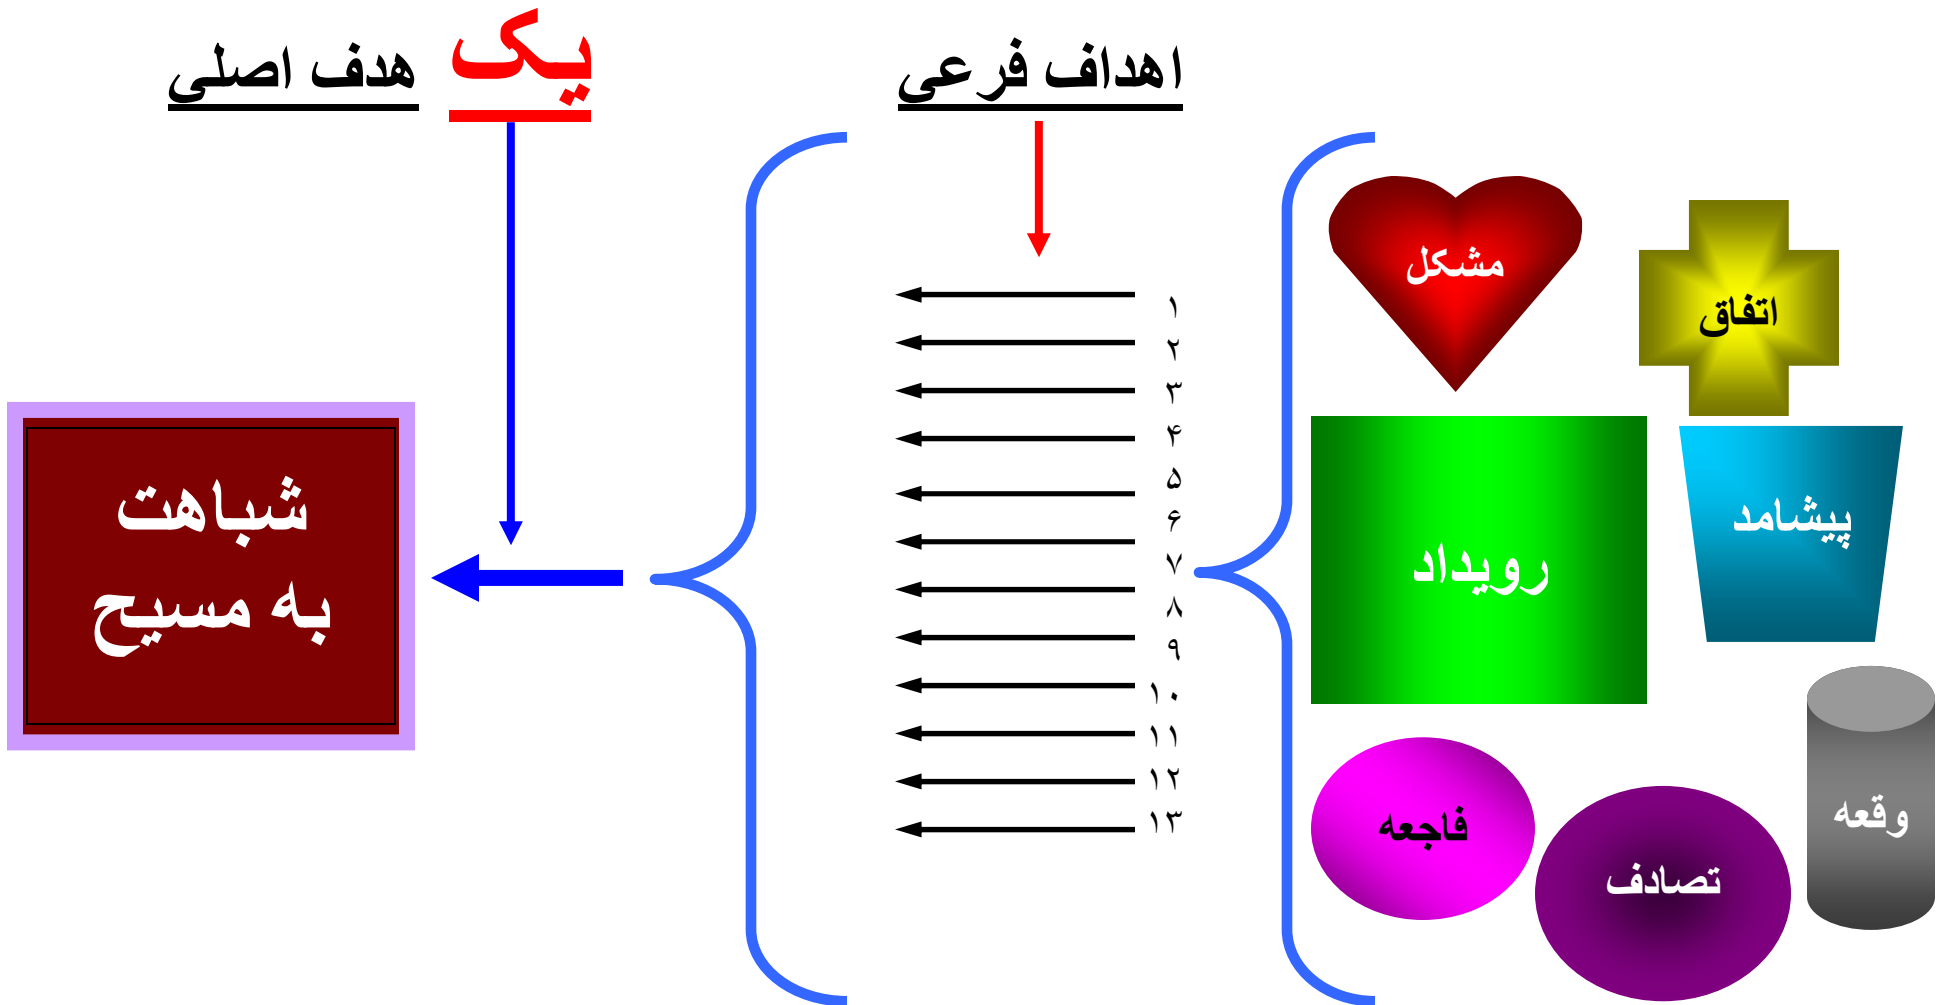 یک هدف اصلی
اهداف فرعی
مشکل
اتفاق
رویداد
پیشامد
وقعه
فاجعه
تصادف
۱
۲
۳
۴
۵
۶
۷
۸
۹
۱۰
۱۱
۱۲
۱۳
شباهت
به مسیح